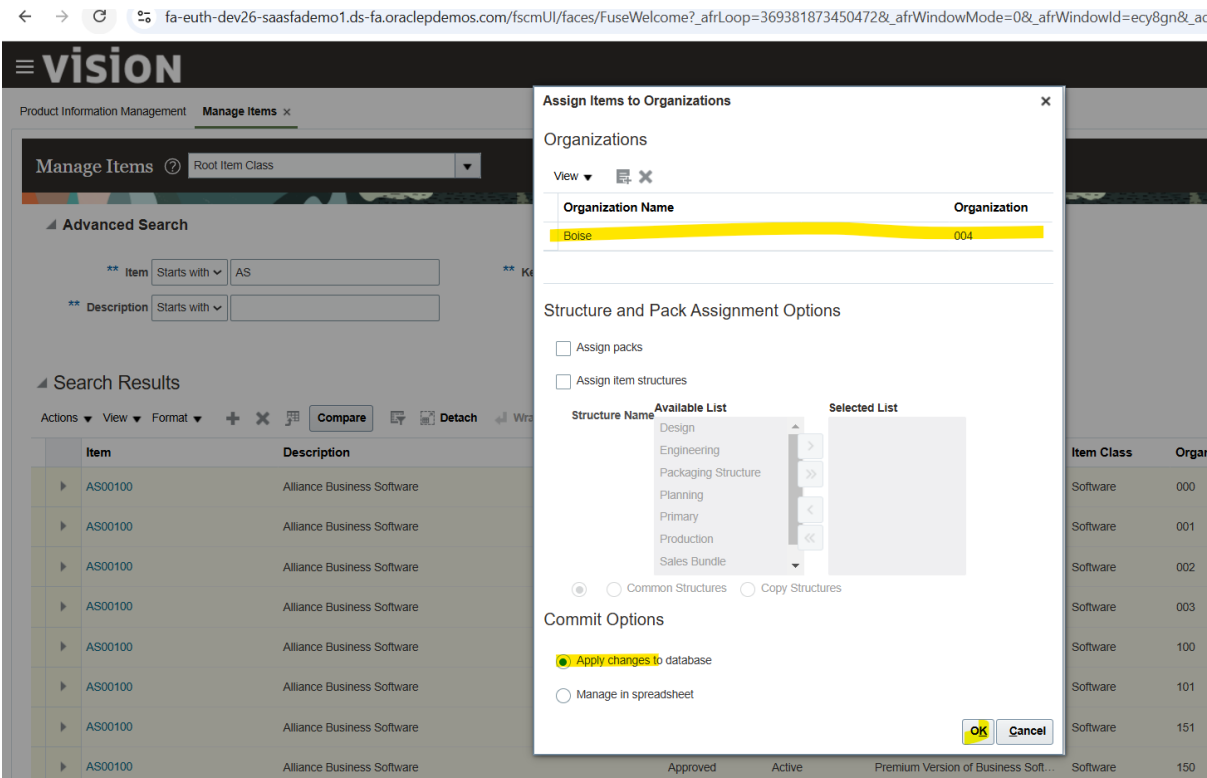 fa-euth-dev26-saasfademo1.ds-fa.oraclepdemos.com/fscmUI/faces/FuseWelcome?_afrLoop=3693818734504 72&_afrWindowMode=0&_afrWindowId=ecy8gn&_ad
vision
Product Information Management Manage Items ×
Manage Items ? Root Item Class
Advanced Search
** Item Starts with AS ** Ke
** Description Starts with
Search Results
Actions View Format Compare Detach Wra
Item Description Item Class Organ
AS00100 Alliance Business Software Software 000
AS00100 Alliance Business Software Software 001
AS00100 Alliance Business Software Software 002
AS00100 Alliance Business Software Software 003
AS00100 Alliance Business Software Software 100
AS00100 Alliance Business Software Software 101
AS00100 Alliance Business Software Software 151
AS00100 Alliance Business Software Approved Active Premium Version of Business Soft... Software 150
Assign Items to Organizations ×
Organizations
View
Organization Name Organization
Boise 004
Structure and Pack Assignment Options
Assign packs
Assign item structures
Structure Name Available List Selected List
Design
Engineering
Packaging Structure
Planning
Primary
Production
Sales Bundle
Common Structures Copy Structures
Commit Options
Apply changes to database
Manage in spreadsheet
OK Cancel